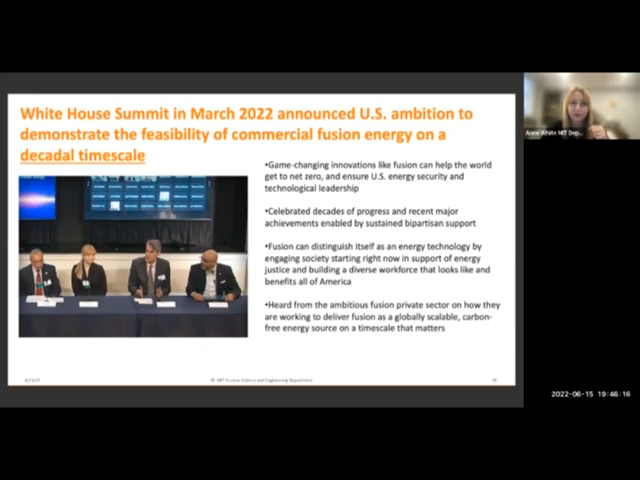 White House Summit in March 2022 announced U.S. ambition to
demonstrate the feasibility of commercial fusion energy on a
decadal timescale
•Game-changing innovations like fusion can help the world
get to net zero, and ensure U.S. energy security and
technological leadership
•Celebrated decades of progress and recent major
achievements enabled by sustained bipartisan support
•Fusion can distinguish itself as an energy technology by
engaging society starting right now in support of energy
justice and building a diverse workforce that looks like and
benefits all of America
•Heard from the ambitious fusion private sector on how they
are working to deliver fusion as a globally scalable, carbon-
free energy source on a timescale that matters
© MIT Nuclear Science and Engineering Department
Anne White MIT Dep...
2022-06-15 19:46:16